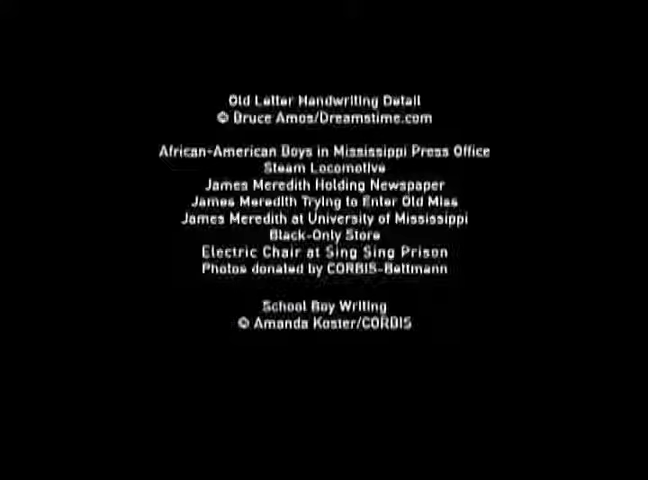 Old Letter Handwriting Detail
© Bruce Amos/Dreamstime.com
African-American Boys in Mississippi Press Office
Steam Locomotive
James Meredith Holding Newspaper
James Meredith Trying to Enter Old Miss
James Meredith at University of Mississippi
Black-Only Store
Electric Chair at Sing Sing Prison
Photos donated by CORBIS-Bettmann
School Boy Writing
© Amanda Koster/CORBIS